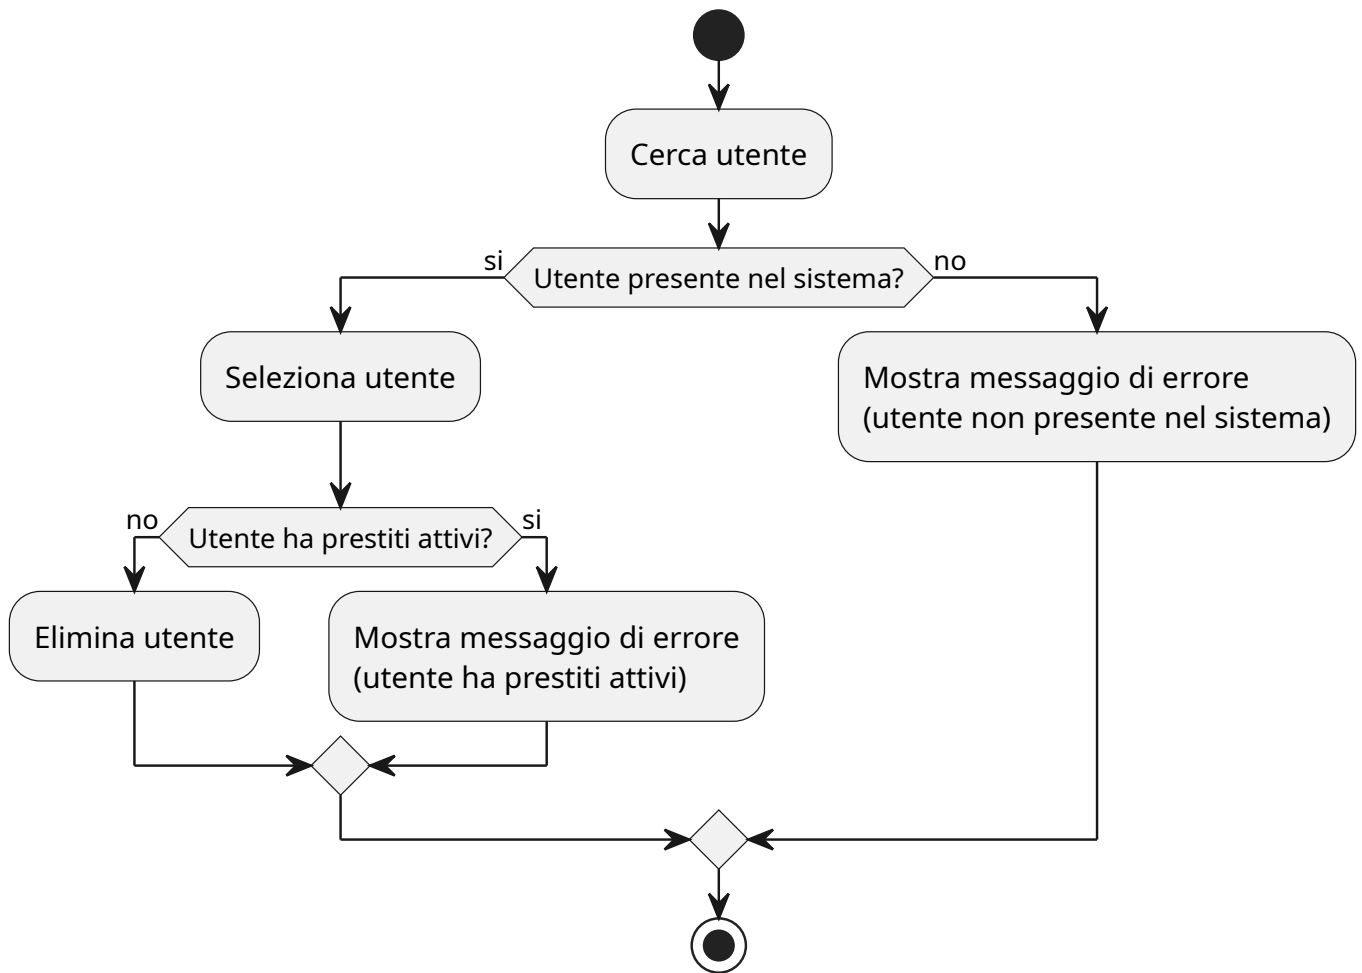 Cerca utente
si
Utente presente nel sistema?
no
Seleziona utente
Mostra messaggio di errore
(utente non presente nel sistema)
no
Utente ha prestiti attivi?
si
Elimina utente
Mostra messaggio di errore
(utente ha prestiti attivi)